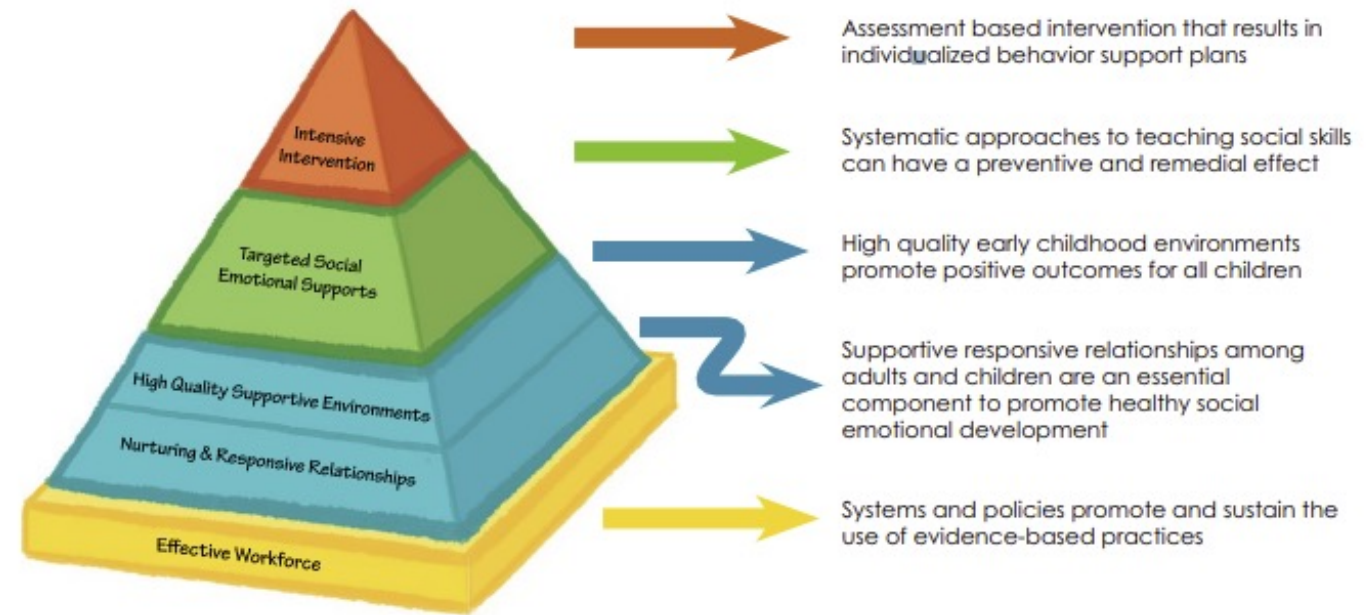 Intensive
Intervention
Assessment based intervention that results in
individualized behavior support plans
Targeted Social
Emotional Supports
Systematic approaches to teaching social skills
can have a preventive and remedial effect
High Quality Supportive Environments
High quality early childhood environments
promote positive outcomes for all children
Nurturing & Responsive Relationships
Supportive responsive relationships among
adults and children are an essential
component to promote healthy social
emotional development
Effective Workforce
Systems and policies promote and sustain the
use of evidence-based practices